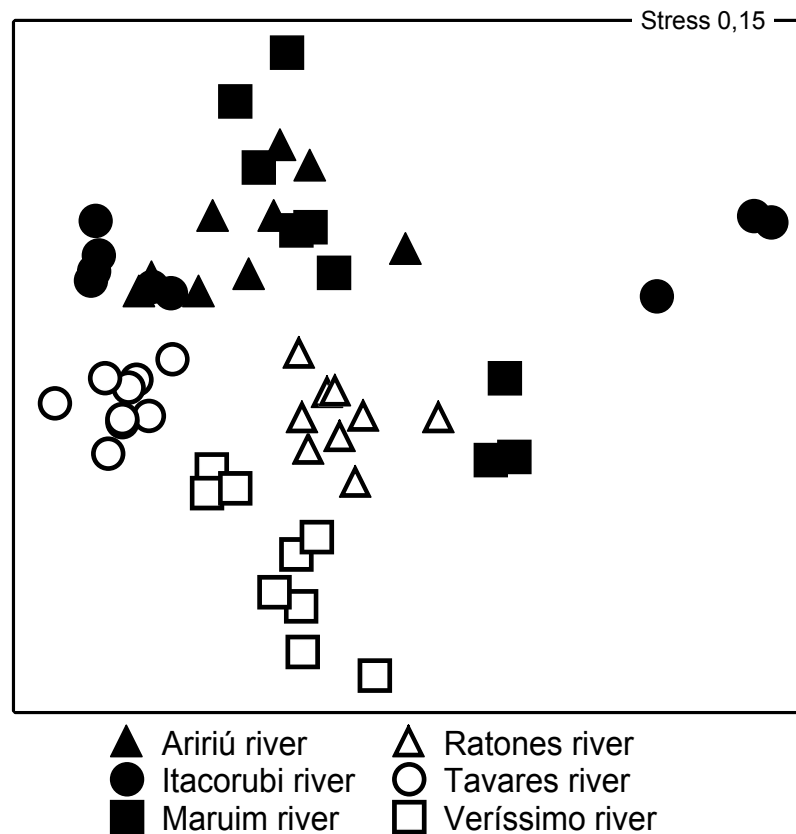 Stress 0,15
Aririú river Ratones river
Itacorubi river Tavares river
Maruim river Veríssimo river